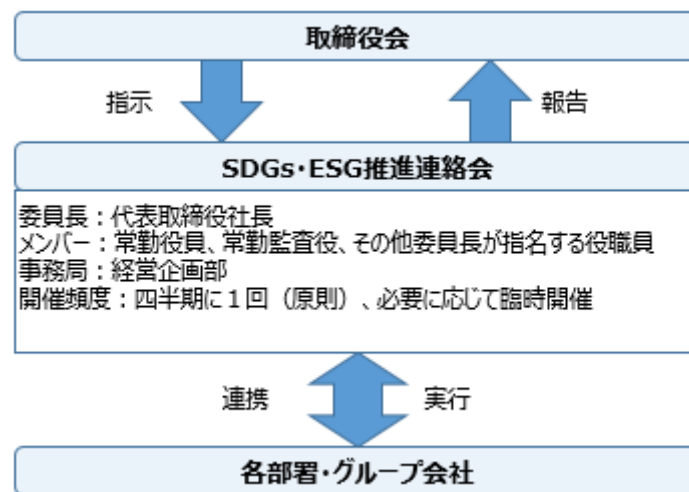 取締役会
指示
報告
SDGs・ESG推進連絡会
委員長：代表取締役社長
メンバー：常勤役員、常勤監査役、その他委員長が指名する役職員
事務局：経営企画部
開催頻度：四半期に１回（原則）、必要に応じて臨時開催
連携
実行
各部署・グループ会社